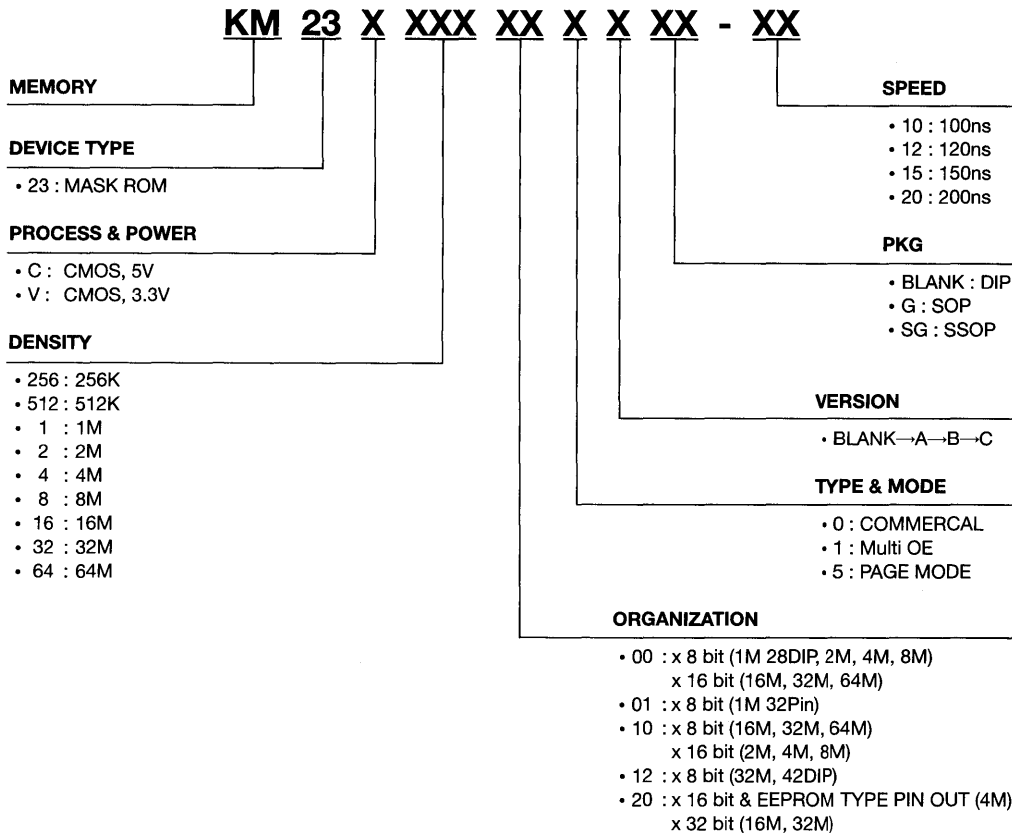 KM 23 X XXX XX X X XX - XX
MEMORY
DEVICE TYPE
• 23 : MASK ROM
PROCESS & POWER
• C : CMOS, 5V
• V : CMOS, 3.3V
DENSITY
• 256 : 256K
• 512 : 512K
• 1 : 1M
• 2 : 2M
• 4 : 4M
• 8 : 8M
• 16 : 16M
• 32 : 32M
• 64 : 64M
SPEED
• 10 : 100ns
• 12 : 120ns
• 15 : 150ns
• 20 : 200ns
PKG
• BLANK : DIP
• G : SOP
• SG : SSOP
VERSION
• BLANK→A→B→C
TYPE & MODE
• 0 : COMMERCAL
• 1 : Multi OE
• 5 : PAGE MODE
ORGANIZATION
• 00 : x 8 bit (1M 28DIP, 2M, 4M, 8M)
x 16 bit (16M, 32M, 64M)
• 01 : x 8 bit (1M 32Pin)
• 10 : x 8 bit (16M, 32M, 64M)
x 16 bit (2M, 4M, 8M)
• 12 : x 8 bit (32M, 42DIP)
• 20 : x 16 bit & EEPROM TYPE PIN OUT (4M)
x 32 bit (16M, 32M)